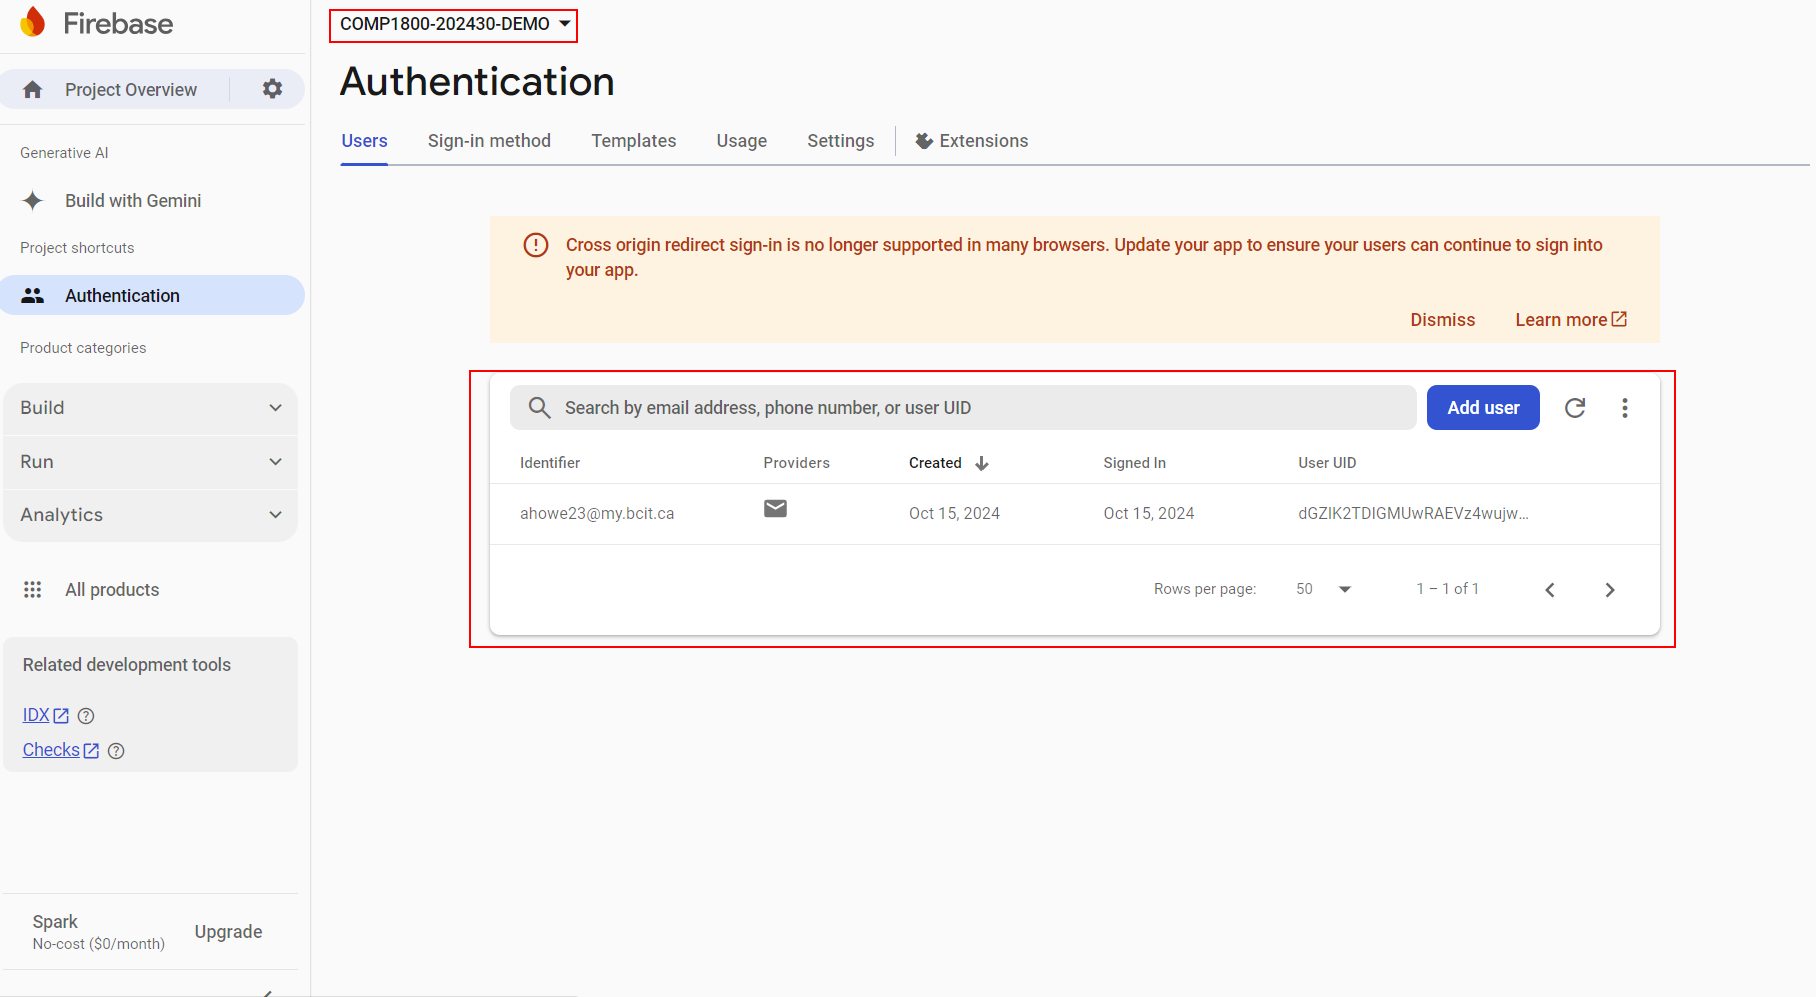 Firebase
Project Overview
Generative AI
Build with Gemini
Project shortcuts
Authentication
Product categories
Build
Run
Analytics
All products
Related development tools
IDX
Checks
Spark
No-cost ($0/month)
Upgrade
COMP1800-202430-DEMO
Authentication
Users Sign-in method Templates Usage Settings Extensions
Cross origin redirect sign-in is no longer supported in many browsers. Update your app to ensure your users can continue to sign into
your app.
Dismiss Learn more
Search by email address, phone number, or user UID Add user
Identifier Providers Created Signed In User UID
ahowe23@my.bcit.ca Oct 15, 2024 Oct 15, 2024 dGZIK2TDIGMUwRAEVz4wujw...
Rows per page: 50 1 – 1 of 1